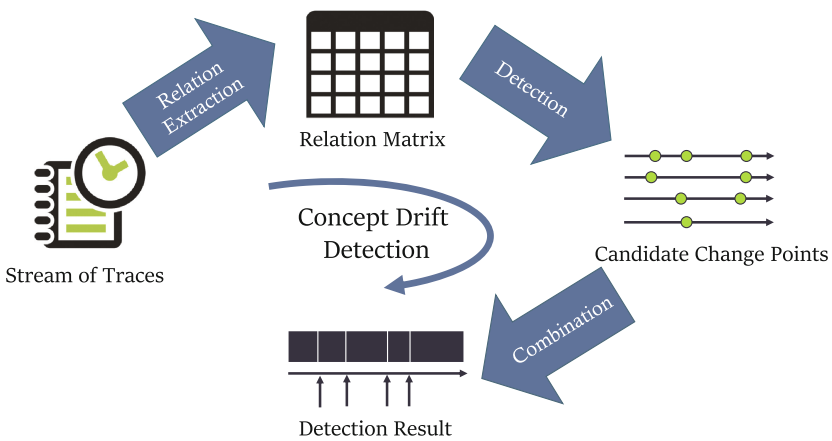 Relation
Extraction
Relation Matrix
Detection
Stream of Traces
Concept Drift
Detection
Candidate Change Points
Combination
Detection Result